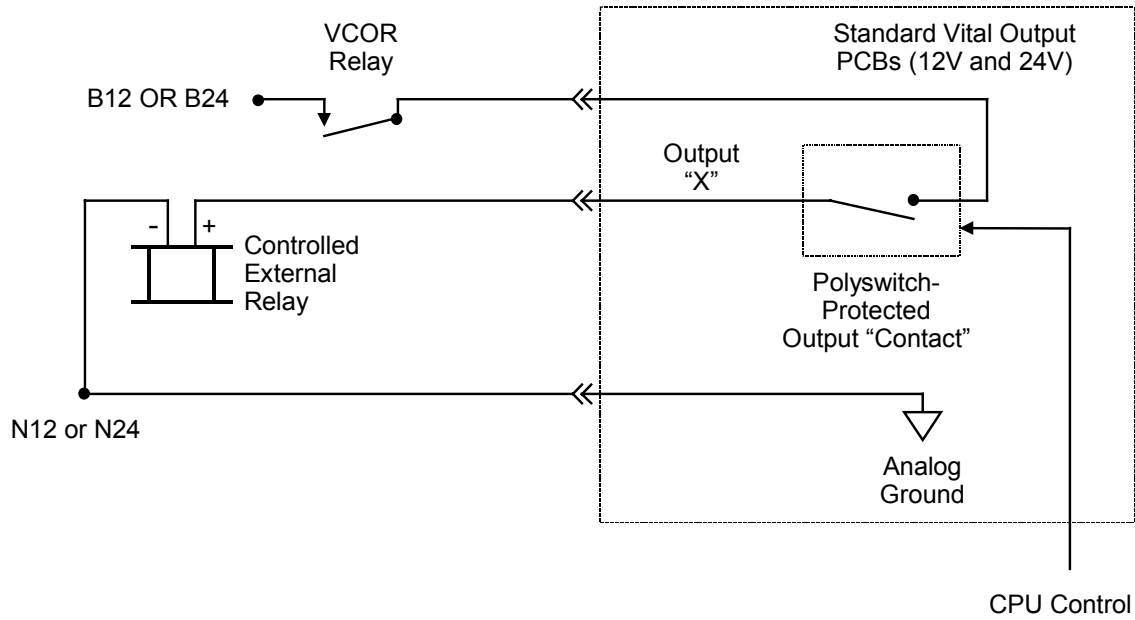 VCOR
Relay
Standard Vital Output
PCBs (12V and 24V)
B12 OR B24
Output
“X”
- +
Controlled
External
Relay
Polyswitch-
Protected
Output “Contact”
N12 or N24
Analog
Ground
CPU Control